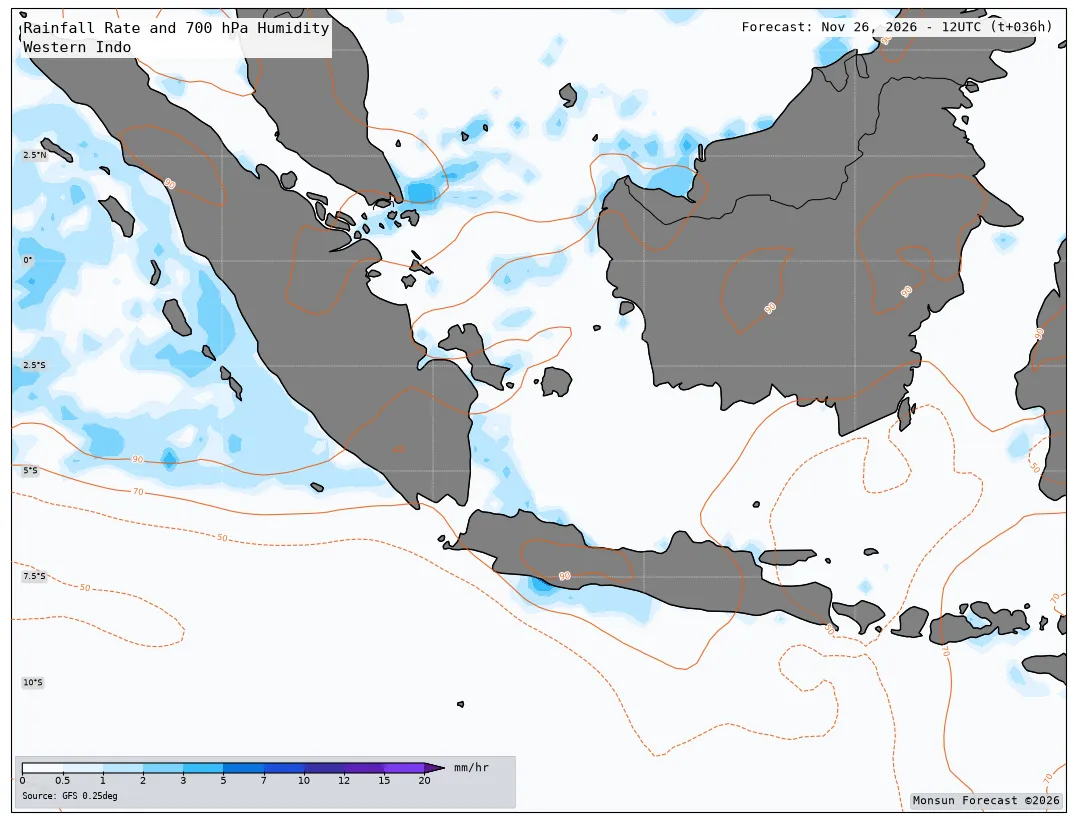 Rainfall Rate and 700 hPa Humidity
Western Indo
Forecast: Nov 26, 2026 - 12UTC (t+036h)
2.5°N
0°
2.5°S
5°S
7.5°S
10°S
90
90
90
90
90
70
50
50
90
50
50
70
70
70
0 0.5 1 2 3 5 7 10 12 15 20
mm/hr
Source: GFS 0.25deg
Monsun Forecast ©2026